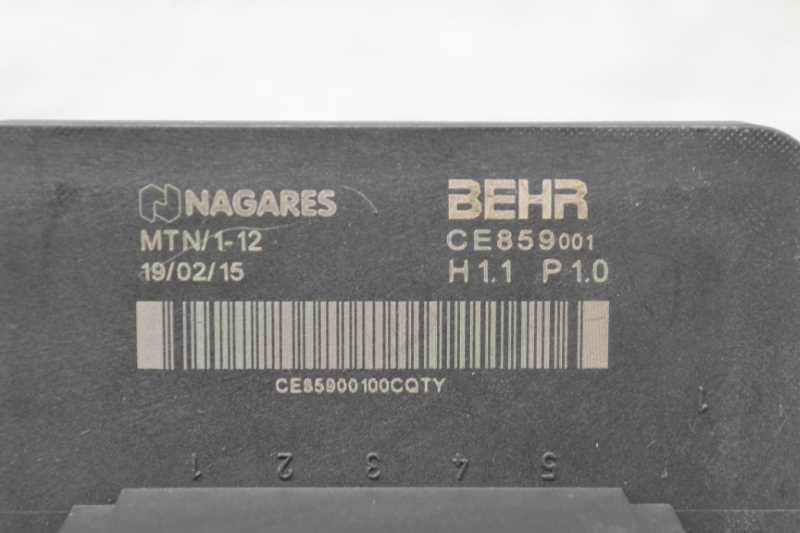 NAGARES BEHR
MTN/1-12 CE859001
19/02/15 H1.1 P1.0
CE85900100CQTY
1
1 2 3 4 5